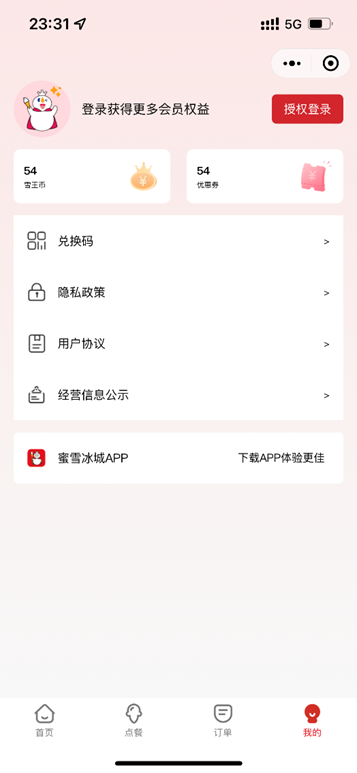 23:31
5G
登录获得更多会员权益
授权登录
54
雪王币
54
优惠券
兑换码
>
隐私政策
>
用户协议
>
经营信息公示
>
蜜雪冰城APP
下载APP体验更佳
首页
点餐
订单
我的